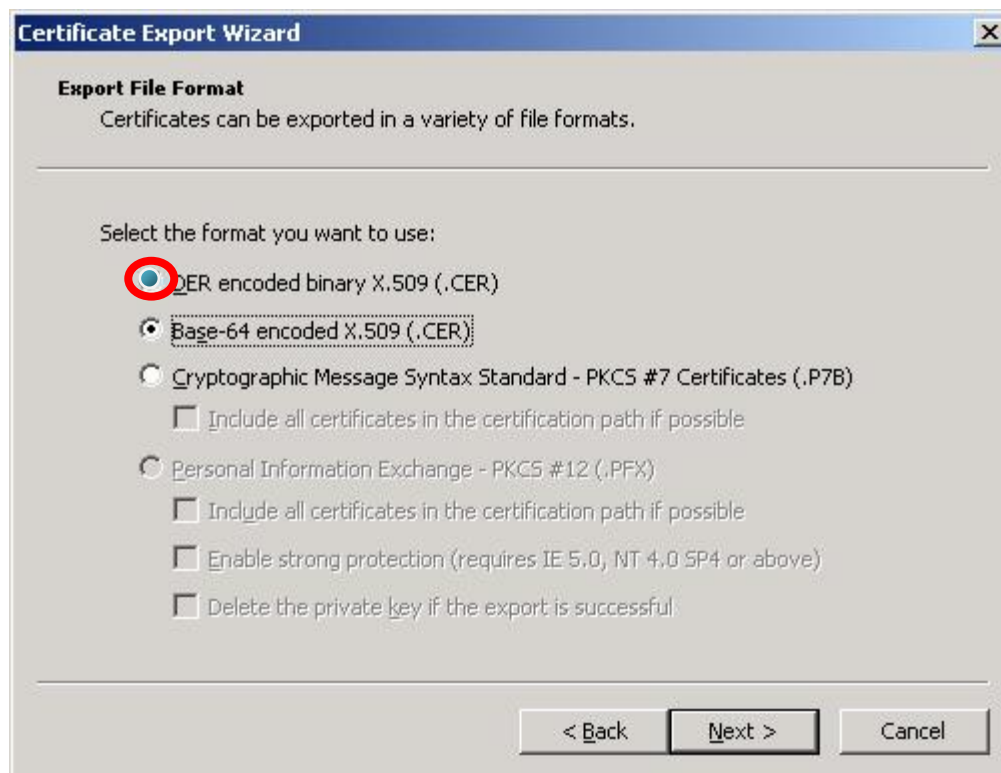 Certificate Export Wizard
Export File Format
Certificates can be exported in a variety of file formats.
Select the format you want to use:
DER encoded binary X.509 (.CER)
Base-64 encoded X.509 (.CER)
Cryptographic Message Syntax Standard - PKCS #7 Certificates (.P7B)
Include all certificates in the certification path if possible
Personal Information Exchange - PKCS #12 (.PFX)
Include all certificates in the certification path if possible
Enable strong protection (requires IE 5.0, NT 4.0 SP4 or above)
Delete the private key if the export is successful
< Back Next > Cancel